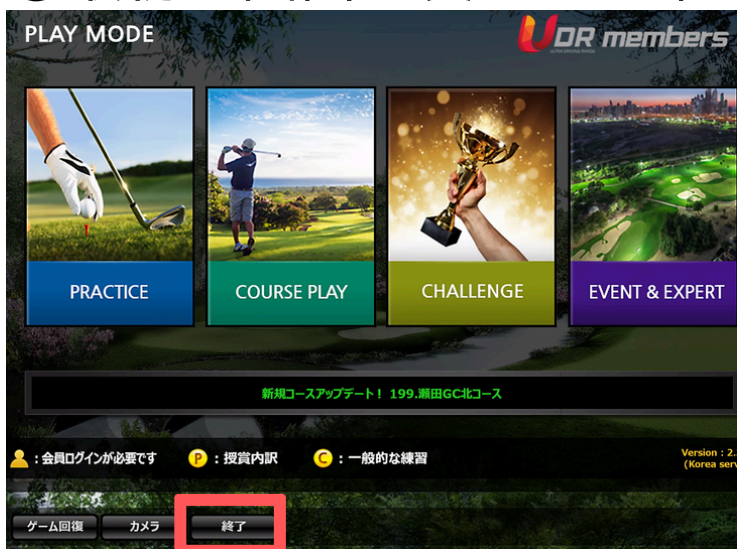 PLAY MODE
UDR members
PRACTICE
COURSE PLAY
CHALLENGE
EVENT & EXPERT
新規コースアップデート! 199.瀬田GC北コース
:会員ログインが必要です
P :授賞内訳
C :一般的な練習
Version : 2.
(Korea serv
ゲーム回復
カメラ
終了